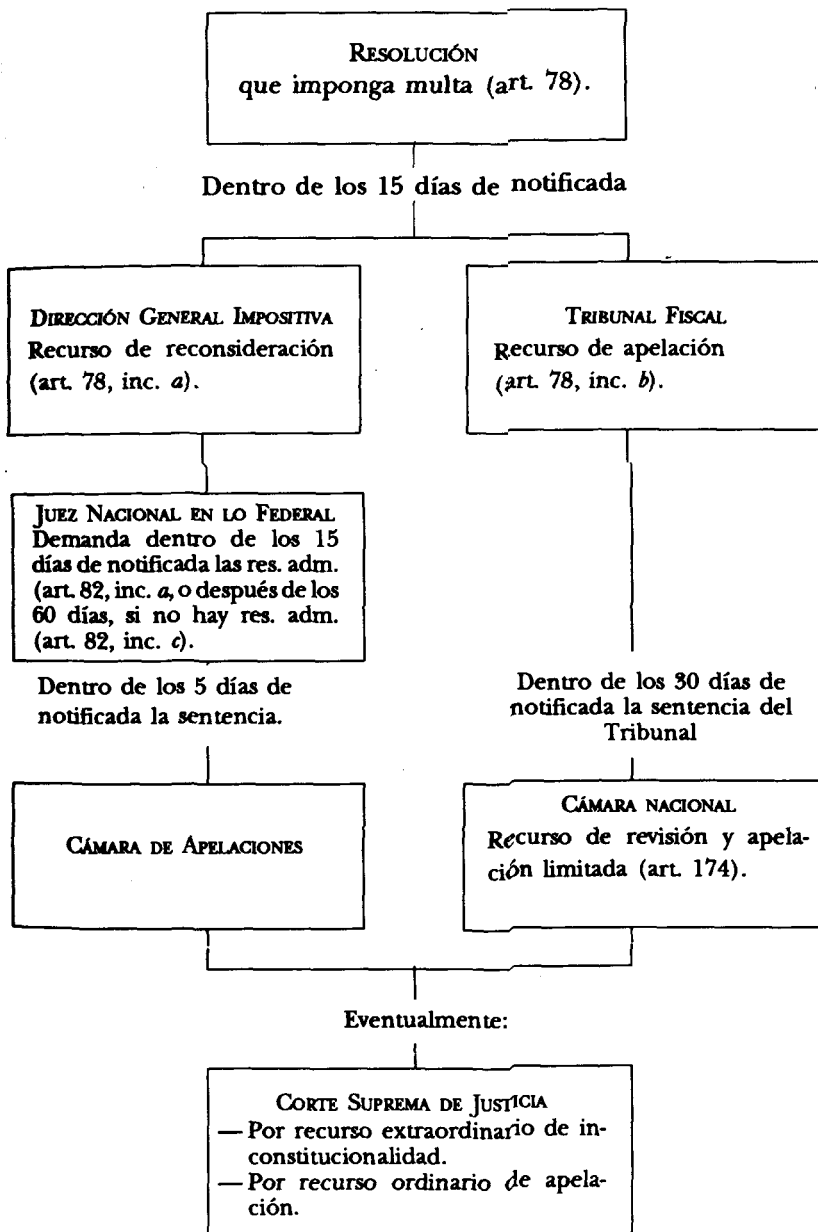 RESOLUCIÓN
que imponga multa (art. 78).
Dentro de los 15 días de notificada
DIRECCIÓN GENERAL IMPOSITIVA
Recurso de reconsideración
(art. 78, inc. a).
TRIBUNAL FISCAL
Recurso de apelación
(art. 78, inc. b).
JUEZ NACIONAL EN LO FEDERAL
Demanda dentro de los 15
días de notificada las res. adm.
(art. 82, inc. a, o después de los
60 días, si no hay res. adm.
(art. 82, inc. c).
Dentro de los 5 días de
notificada la sentencia.
Dentro de los 30 días de
notificada la sentencia del
Tribunal
CÁMARA DE APELACIONES
CÁMARA NACIONAL
Recurso de revisión y apela-
ción limitada (art. 174).
Eventualmente:
CORTE SUPREMA DE JUSTICIA
— Por recurso extraordinario de in-
constitucionalidad.
— Por recurso ordinario de apela-
ción.